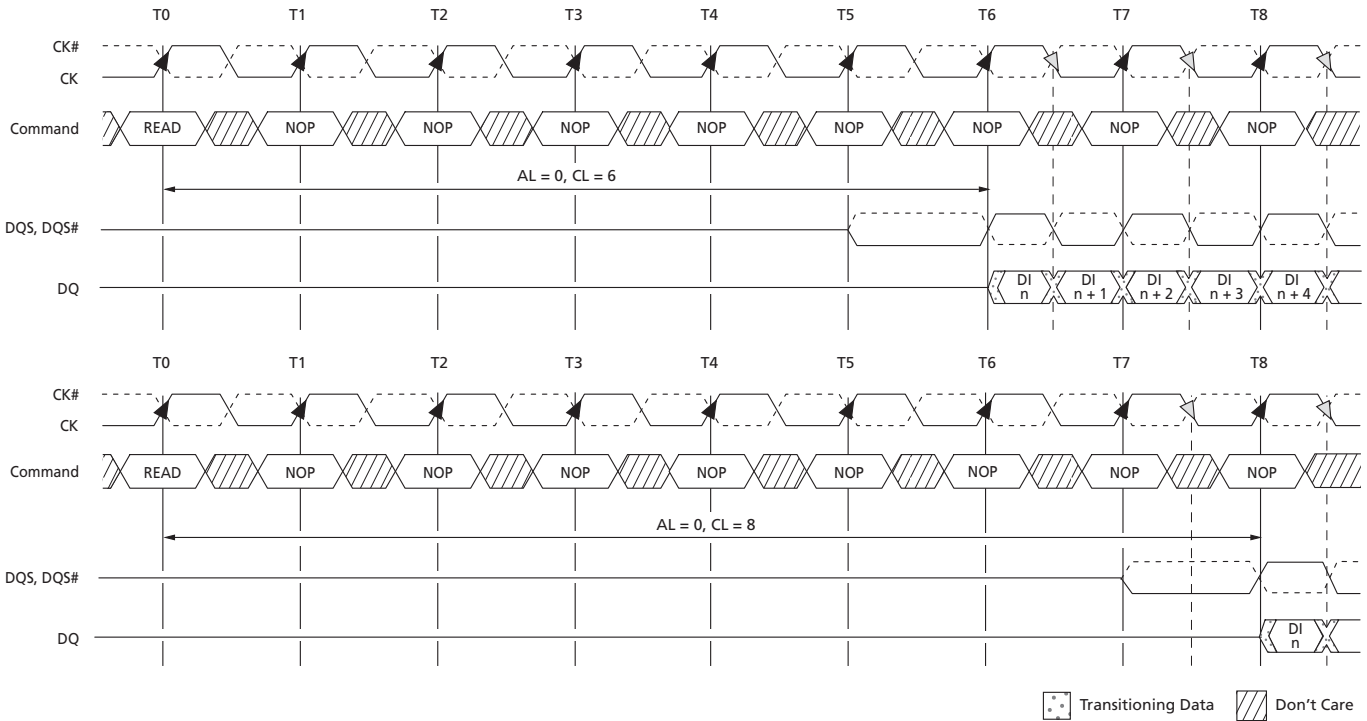 T0 T1 T2 T3 T4 T5 T6 T7 T8
CK#
CK
Command READ NOP NOP NOP NOP NOP NOP NOP NOP
AL = 0, CL = 6
DQS, DQS#
DQ DI n DI n + 1 DI n + 2 DI n + 3 DI n + 4
T0 T1 T2 T3 T4 T5 T6 T7 T8
CK#
CK
Command READ NOP NOP NOP NOP NOP NOP NOP NOP
AL = 0, CL = 8
DQS, DQS#
DQ DI n
Transitioning Data Don't Care